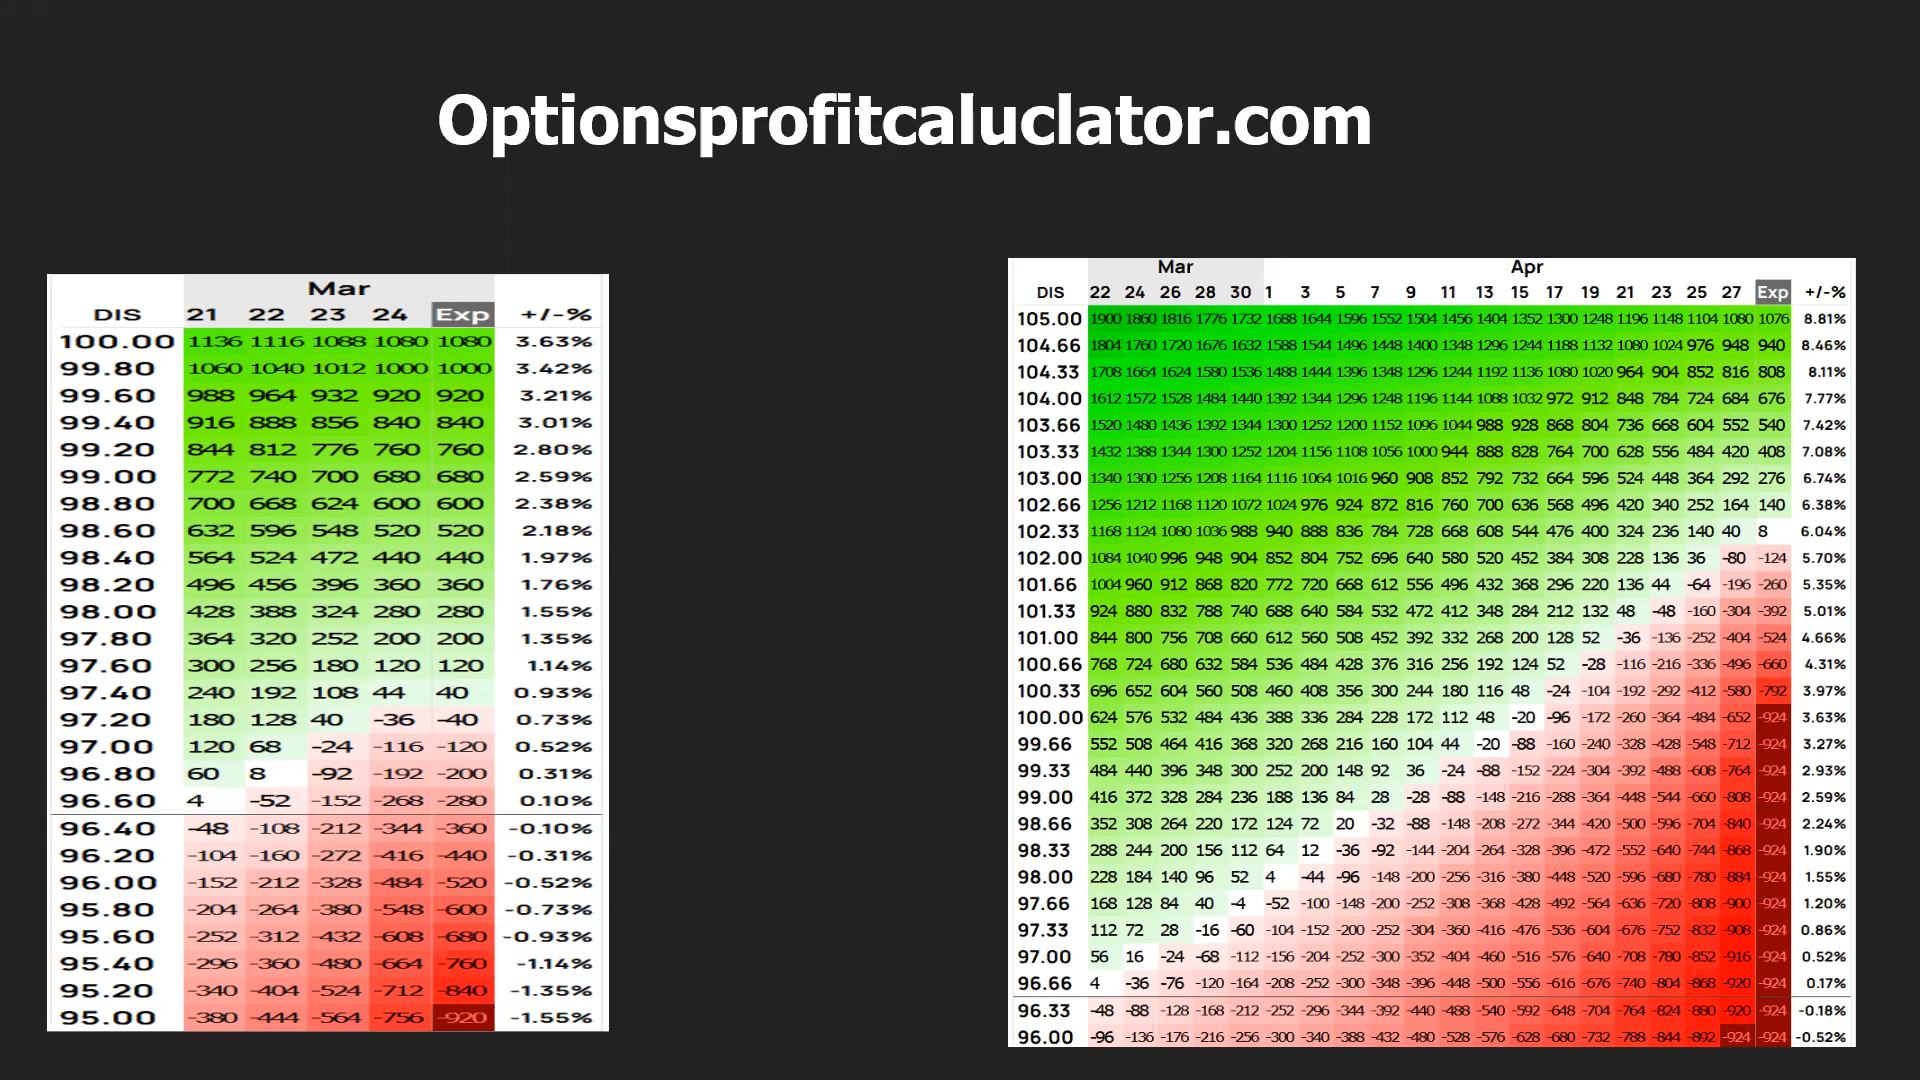 Optionsprofitcaluclator.com
Mar
DIS 21 22 23 24 Exp +/-%
100.00 1136 1116 1088 1080 1080 3.63%
99.80 1060 1040 1012 1000 1000 3.42%
99.60 988 964 932 920 920 3.21%
99.40 916 888 856 840 840 3.01%
99.20 844 812 776 760 760 2.80%
99.00 772 740 700 680 680 2.59%
98.80 700 668 624 600 600 2.38%
98.60 632 596 548 520 520 2.18%
98.40 564 524 472 440 440 1.97%
98.20 496 456 396 360 360 1.76%
98.00 428 388 324 280 280 1.55%
97.80 364 320 252 200 200 1.35%
97.60 300 256 180 120 120 1.14%
97.40 240 192 108 44 40 0.93%
97.20 180 128 40 -36 -40 0.73%
97.00 120 68 -24 -116 -120 0.52%
96.80 60 8 -92 -192 -200 0.31%
96.60 4 -52 -152 -268 -280 0.10%
96.40 -48 -108 -212 -344 -360 -0.10%
96.20 -104 -160 -272 -416 -440 -0.31%
96.00 -152 -212 -328 -484 -520 -0.52%
95.80 -204 -264 -380 -548 -600 -0.73%
95.60 -252 -312 -432 -608 -680 -0.93%
95.40 -296 -360 -480 -664 -760 -1.14%
95.20 -340 -404 -524 -712 -840 -1.35%
95.00 -380 -444 -564 -756 -920 -1.55%
Mar Apr
DIS 22 24 26 28 30 1 3 5 7 9 11 13 15 17 19 21 23 25 27 Exp +/-%
105.00 1900 1860 1816 1776 1732 1688 1644 1596 1552 1504 1456 1404 1352 1300 1248 1196 1148 1104 1080 1076 8.81%
104.66 1804 1760 1720 1676 1632 1588 1544 1496 1448 1400 1348 1296 1244 1188 1132 1080 1024 976 948 940 8.46%
104.33 1708 1664 1624 1580 1536 1488 1444 1396 1348 1296 1244 1192 1136 1080 1020 964 904 852 816 808 8.11%
104.00 1612 1572 1528 1484 1440 1392 1344 1296 1248 1196 1144 1088 1032 972 912 848 784 724 684 676 7.77%
103.66 1520 1480 1436 1392 1344 1300 1252 1200 1152 1096 1044 988 928 868 804 736 668 604 552 540 7.42%
103.33 1432 1388 1344 1300 1252 1204 1156 1108 1056 1000 944 888 828 764 700 628 556 484 420 408 7.08%
103.00 1340 1300 1256 1208 1164 1116 1064 1016 960 908 852 792 732 664 596 524 448 364 292 276 6.74%
102.66 1256 1212 1168 1120 1072 1024 976 924 872 816 760 700 636 568 496 420 340 252 164 140 6.38%
102.33 1168 1124 1080 1036 988 940 888 836 784 728 668 608 544 476 400 324 236 140 40 8 6.04%
102.00 1084 1040 996 948 904 852 804 752 696 640 580 520 452 384 308 228 136 36 -80 -124 5.70%
101.66 1004 960 912 868 820 772 720 668 612 556 496 432 368 296 220 136 44 -64 -196 -260 5.35%
101.33 924 880 832 788 740 688 640 584 532 472 412 348 284 212 132 48 -48 -160 -304 -392 5.01%
101.00 844 800 756 708 660 612 560 508 452 392 332 268 200 128 52 -36 -136 -252 -404 -524 4.66%
100.66 768 724 680 632 584 536 484 428 376 316 256 192 124 52 -28 -116 -216 -336 -496 -660 4.31%
100.33 696 652 604 560 508 460 408 356 300 244 180 116 48 -24 -104 -192 -292 -412 -580 -792 3.97%
100.00 624 576 532 484 436 388 336 284 228 172 112 48 -20 -96 -172 -260 -364 -484 -652 -924 3.63%
99.66 552 508 464 416 368 320 268 216 160 104 44 -20 -88 -160 -240 -328 -428 -548 -712 -924 3.27%
99.33 484 440 396 348 300 252 200 148 92 36 -24 -88 -152 -224 -304 -392 -488 -608 -764 -924 2.93%
99.00 416 372 328 284 236 188 136 84 28 -28 -88 -148 -216 -288 -364 -448 -544 -660 -808 -924 2.59%
98.66 352 308 264 220 172 124 72 20 -32 -88 -148 -208 -272 -344 -420 -500 -596 -704 -840 -924 2.24%
98.33 288 244 200 156 112 64 12 -36 -92 -144 -204 -264 -328 -396 -472 -552 -640 -744 -868 -924 1.90%
98.00 228 184 140 96 52 4 -44 -96 -148 -200 -256 -316 -380 -448 -520 -596 -680 -780 -884 -924 1.55%
97.66 168 128 84 40 -4 -52 -100 -148 -200 -252 -308 -368 -428 -492 -564 -636 -720 -808 -900 -924 1.20%
97.33 112 72 28 -16 -60 -104 -152 -200 -252 -304 -360 -416 -476 -536 -604 -676 -752 -832 -908 -924 0.86%
97.00 56 16 -24 -68 -112 -156 -204 -252 -300 -352 -404 -460 -516 -576 -640 -708 -780 -852 -916 -924 0.52%
96.66 4 -36 -76 -120 -164 -208 -252 -300 -348 -396 -448 -500 -556 -616 -676 -740 -804 -868 -920 -924 0.17%
96.33 -48 -88 -128 -168 -212 -252 -296 -344 -392 -440 -488 -540 -592 -648 -704 -764 -824 -880 -920 -924 -0.18%
96.00 -96 -136 -176 -216 -256 -300 -340 -388 -432 -480 -528 -576 -628 -680 -732 -788 -844 -892 -924 -924 -0.52%